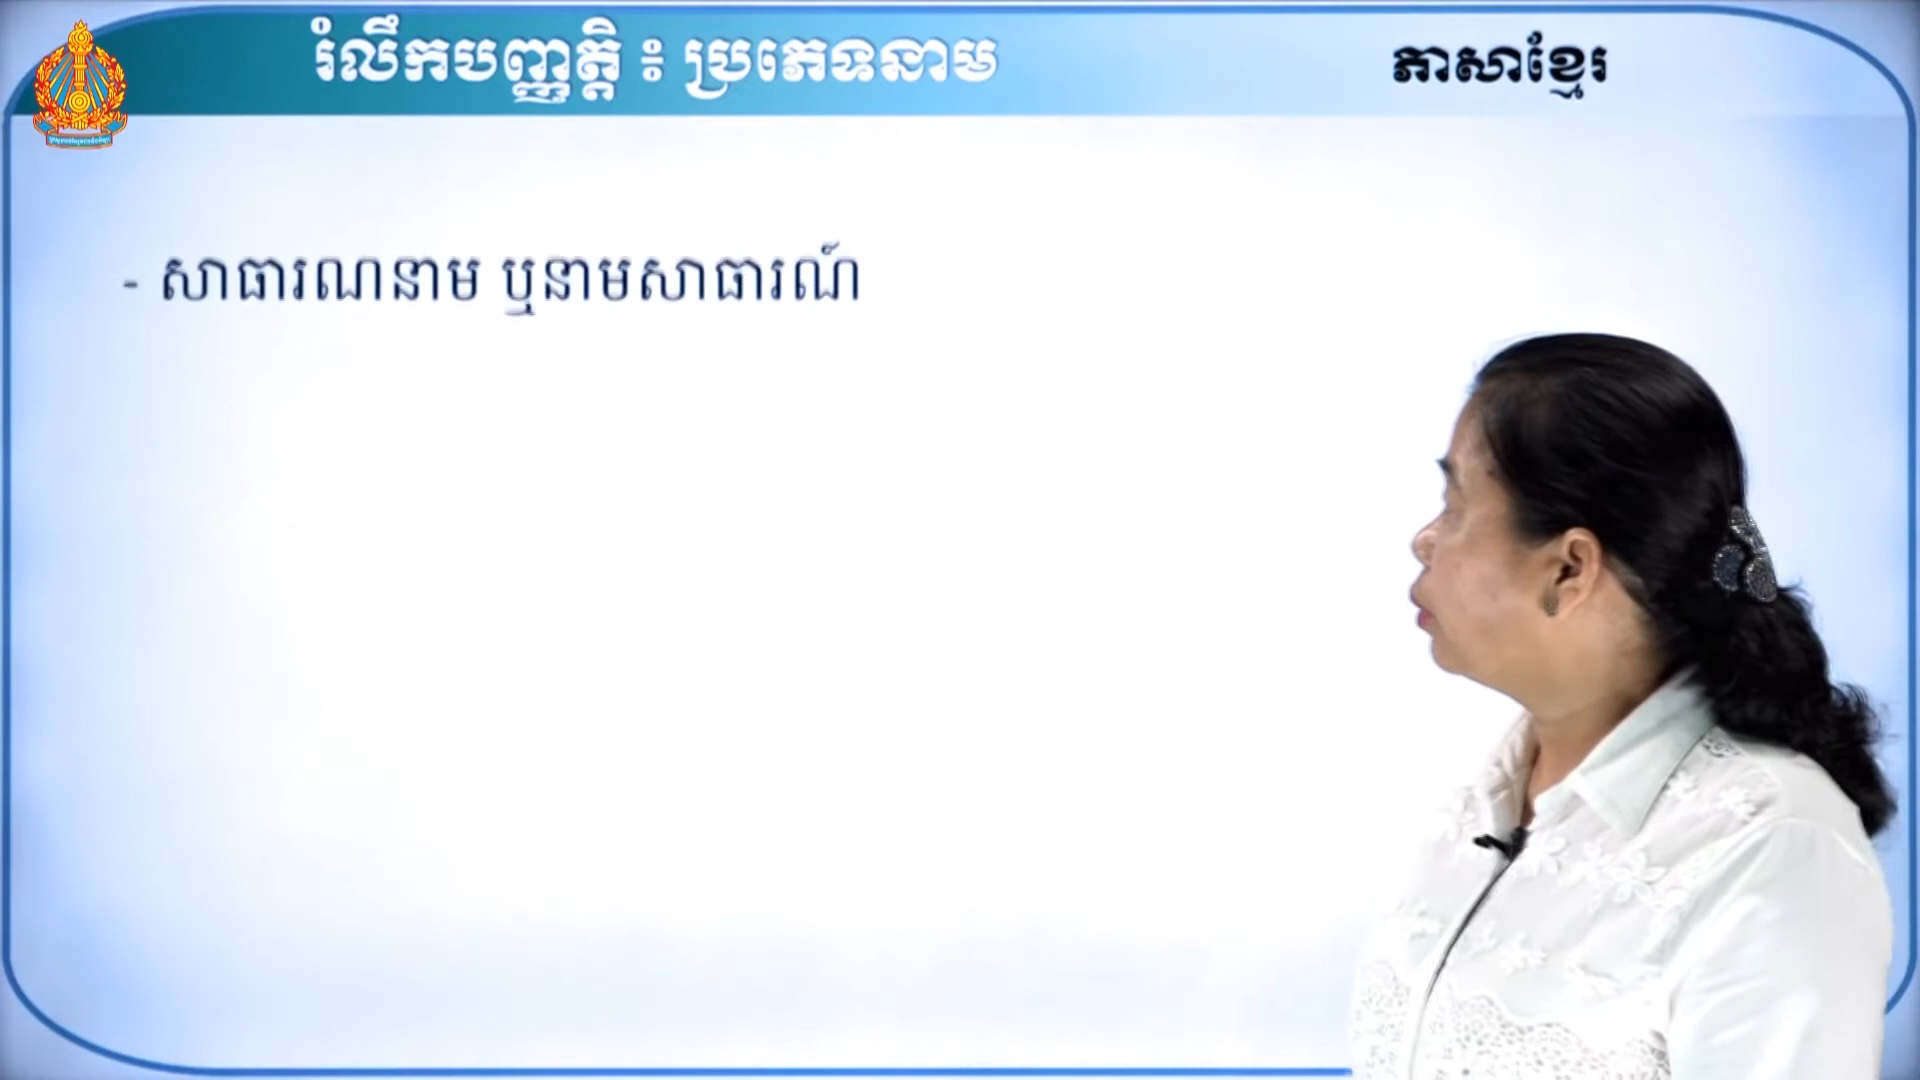 រំលឹកបញ្ញត្តិ ៖ ប្រភេទនាម
ភាសាខ្មែរ
- សាធារណនាម ឬនាមសាធារណ៍